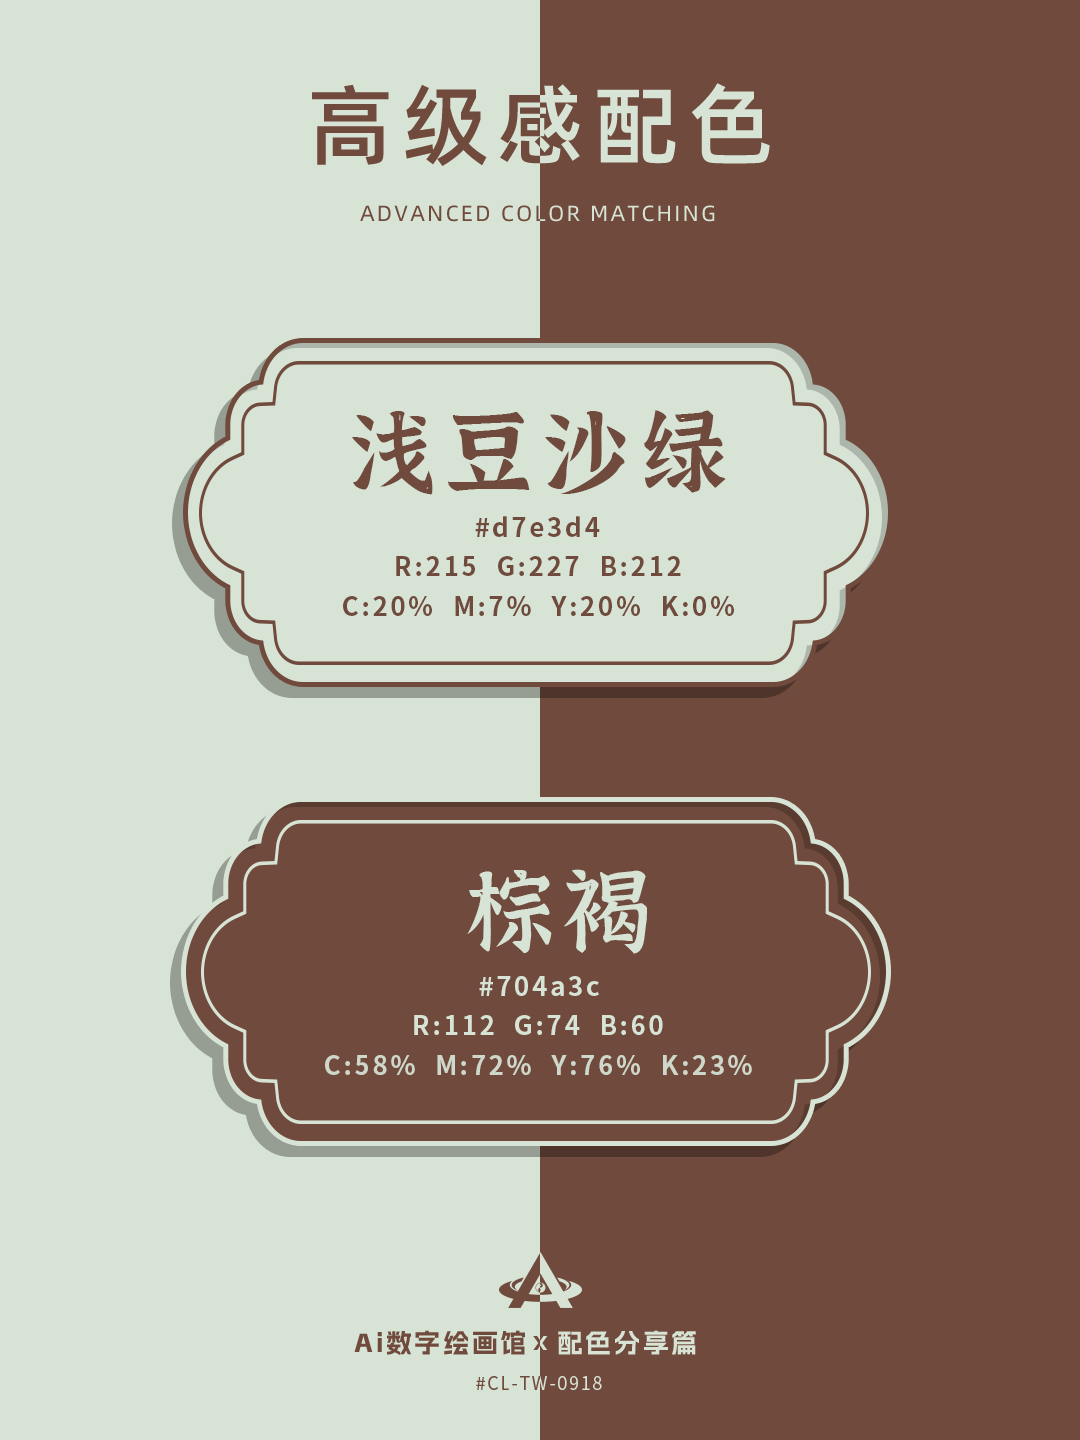 高级感配色
ADVANCED COLOR MATCHING
浅豆沙绿
#d7e3d4
R:215 G:227 B:212
C:20% M:7% Y:20% K:0%
棕褐
#704a3c
R:112 G:74 B:60
C:58% M:72% Y:76% K:23%
Ai数字绘画馆 x 配色分享篇
#CL-TW-0918